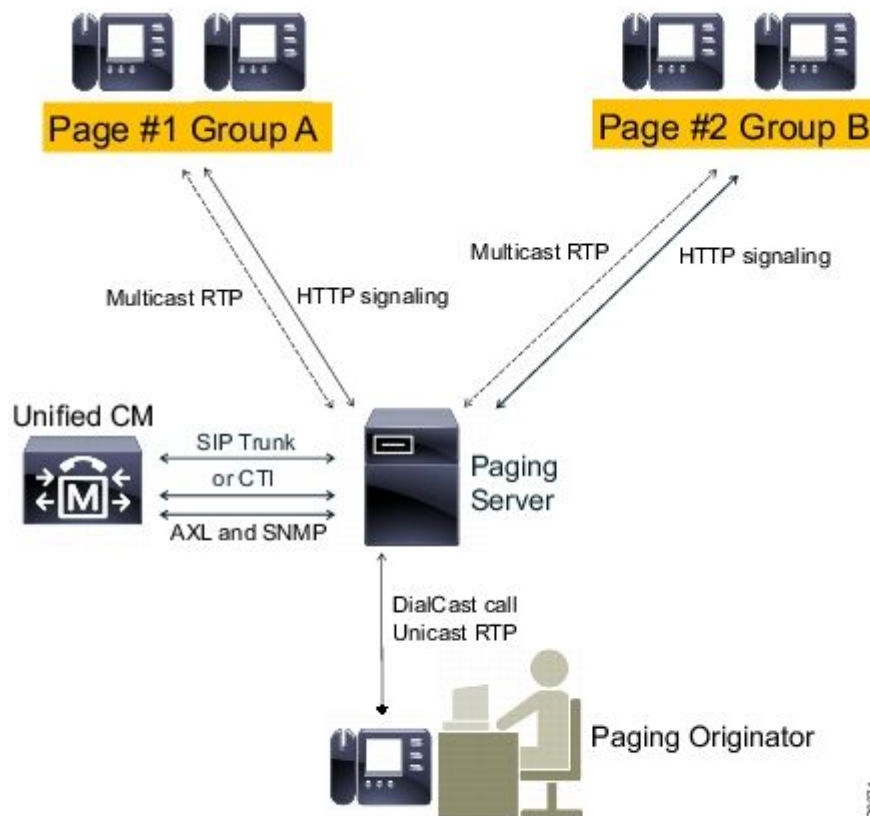 Page #1 Group A
Page #2 Group B
Multicast RTP
HTTP signaling
Multicast RTP
HTTP signaling
Unified CM
SIP Trunk
or CTI
AXL and SNMP
M
Paging
Server
DialCast call
Unicast RTP
Paging Originator